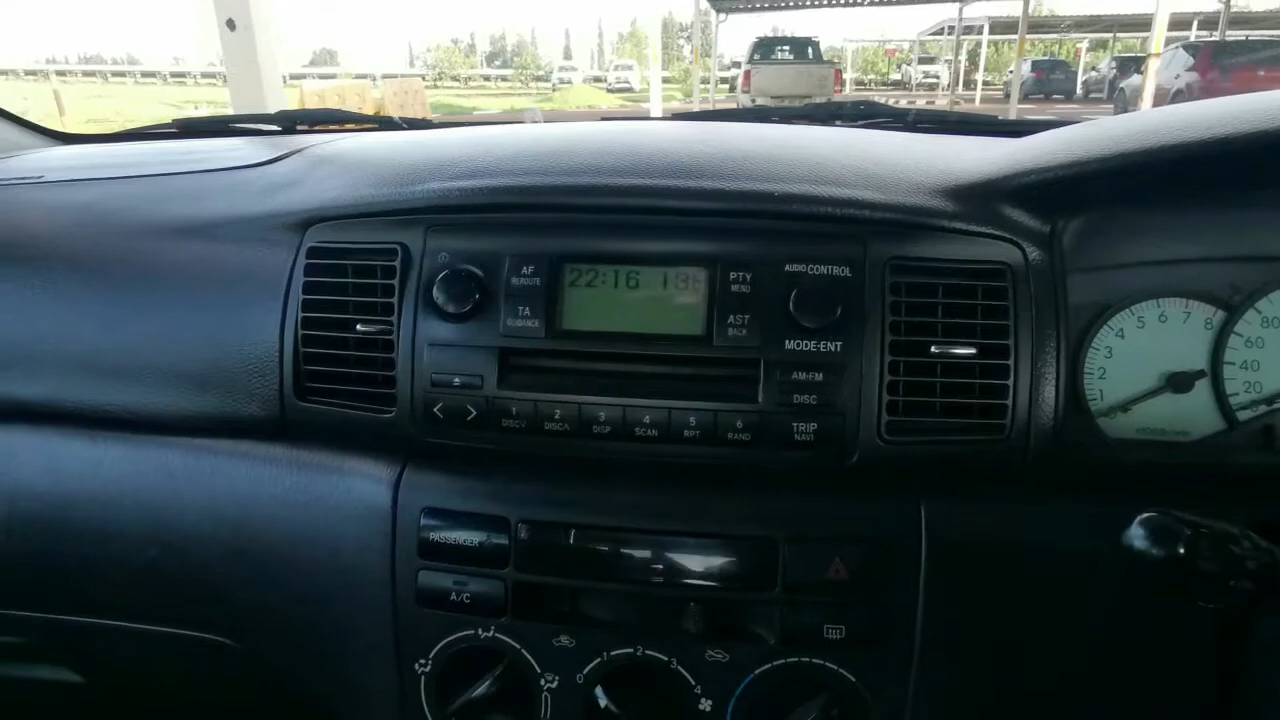 AF
REROUTE
TA
GUIDANCE
22:16
PTY
MENU
AST
BACK
AUDIO CONTROL
MODE·ENT
AM·FM
DISC
TRIP
NAVI
1
DISC∨
2
DISC∧
3
DISP
4
SCAN
5
RPT
6
RAND
PASSENGER
A/C
0 1 2 3 4
1 2 3 4 5 6 7 8
20 40 60 80